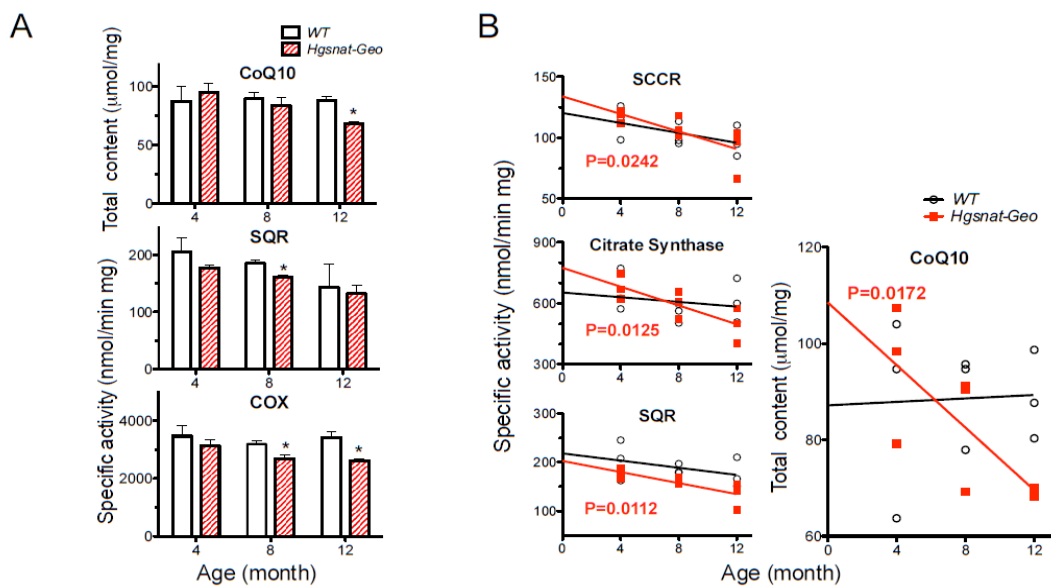 A
WT
Hgsnat-Geo
CoQ10
Total content (μmol/mg)
100
50
0
4
8
12
SQR
200
100
0
4
8
12
Specific activity (nmol/min mg)
COX
4000
2000
0
4
8
12
*
*
*
*
Age (month)
B
SCCR
150
100
50
P=0.0242
0
4
8
12
Specific activity (nmol/min mg)
Citrate Synthase
900
600
300
P=0.0125
0
4
8
12
SQR
300
200
100
P=0.0112
0
4
8
12
WT
Hgsnat-Geo
CoQ10
Total content (μmol/mg)
120
100
80
60
P=0.0172
0
4
8
12
Age (month)